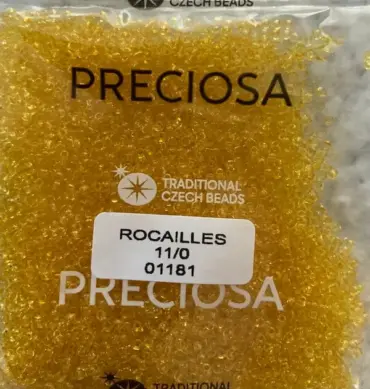 CZECH BEADS
PRECIOSA
TRADITIONAL
CZECH BEADS
ROCAILLES
11/0
01181
PRECIOSA
TRADITIONAL